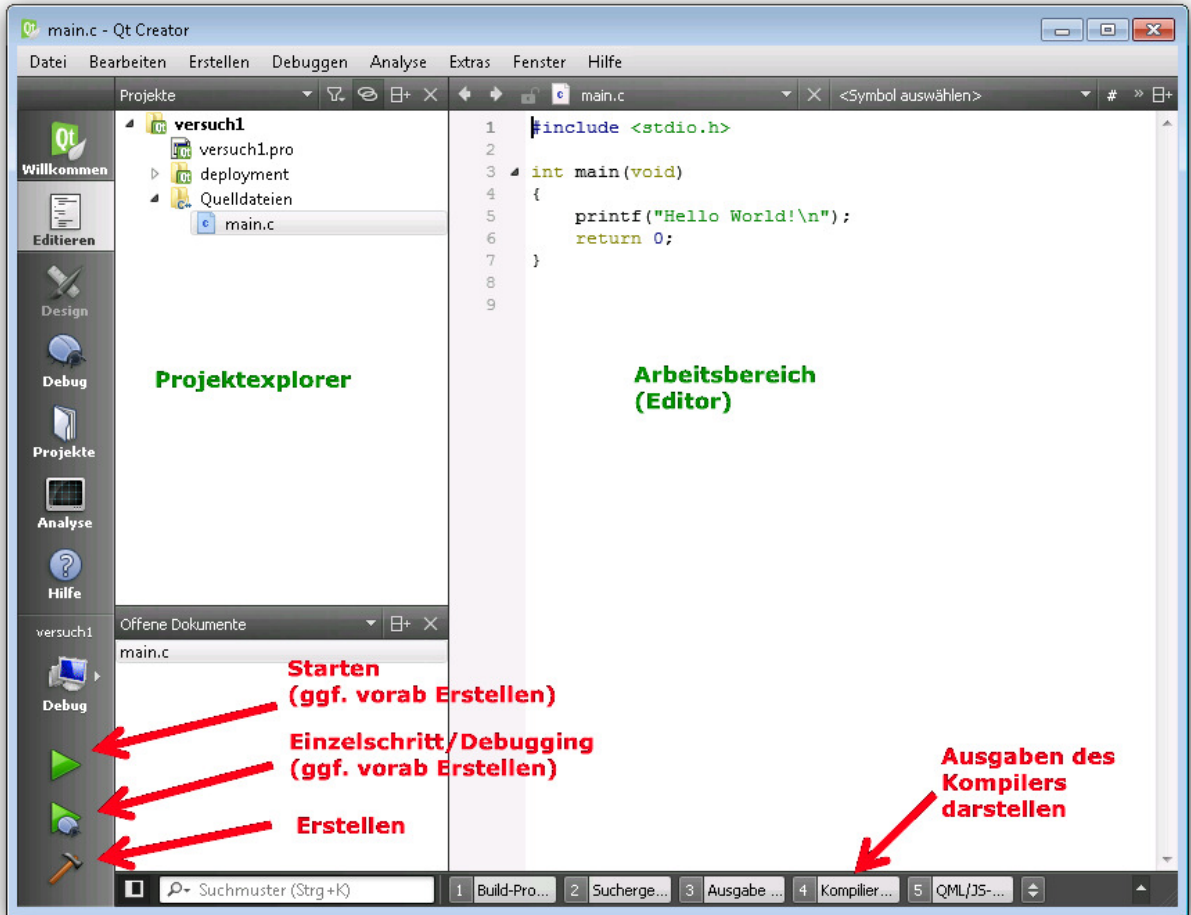 main.c - Qt Creator
Datei Bearbeiten Erstellen Debuggen Analyse Extras Fenster Hilfe
Projekte
main.c
<Symbol auswählen>
#
Willkommen
Editieren
Design
Debug
Projekte
Analyse
Hilfe
versuch1
Debug
versuch1
versuch1.pro
deployment
Quelldateien
main.c
Projektexplorer
1 #include <stdio.h>
2
3 int main(void)
4 {
5 printf("Hello World!\n");
6 return 0;
7 }
8
9
Arbeitsbereich
(Editor)
Offene Dokumente
main.c
Starten
(ggf. vorab Erstellen)
Einzelschritt/Debugging
(ggf. vorab Erstellen)
Erstellen
Ausgaben des
Kompilers
darstellen
Suchmuster (Strg+K)
1 Build-Pro... 2 Sucherge... 3 Ausgabe ... 4 Kompilier... 5 QML/JS-...